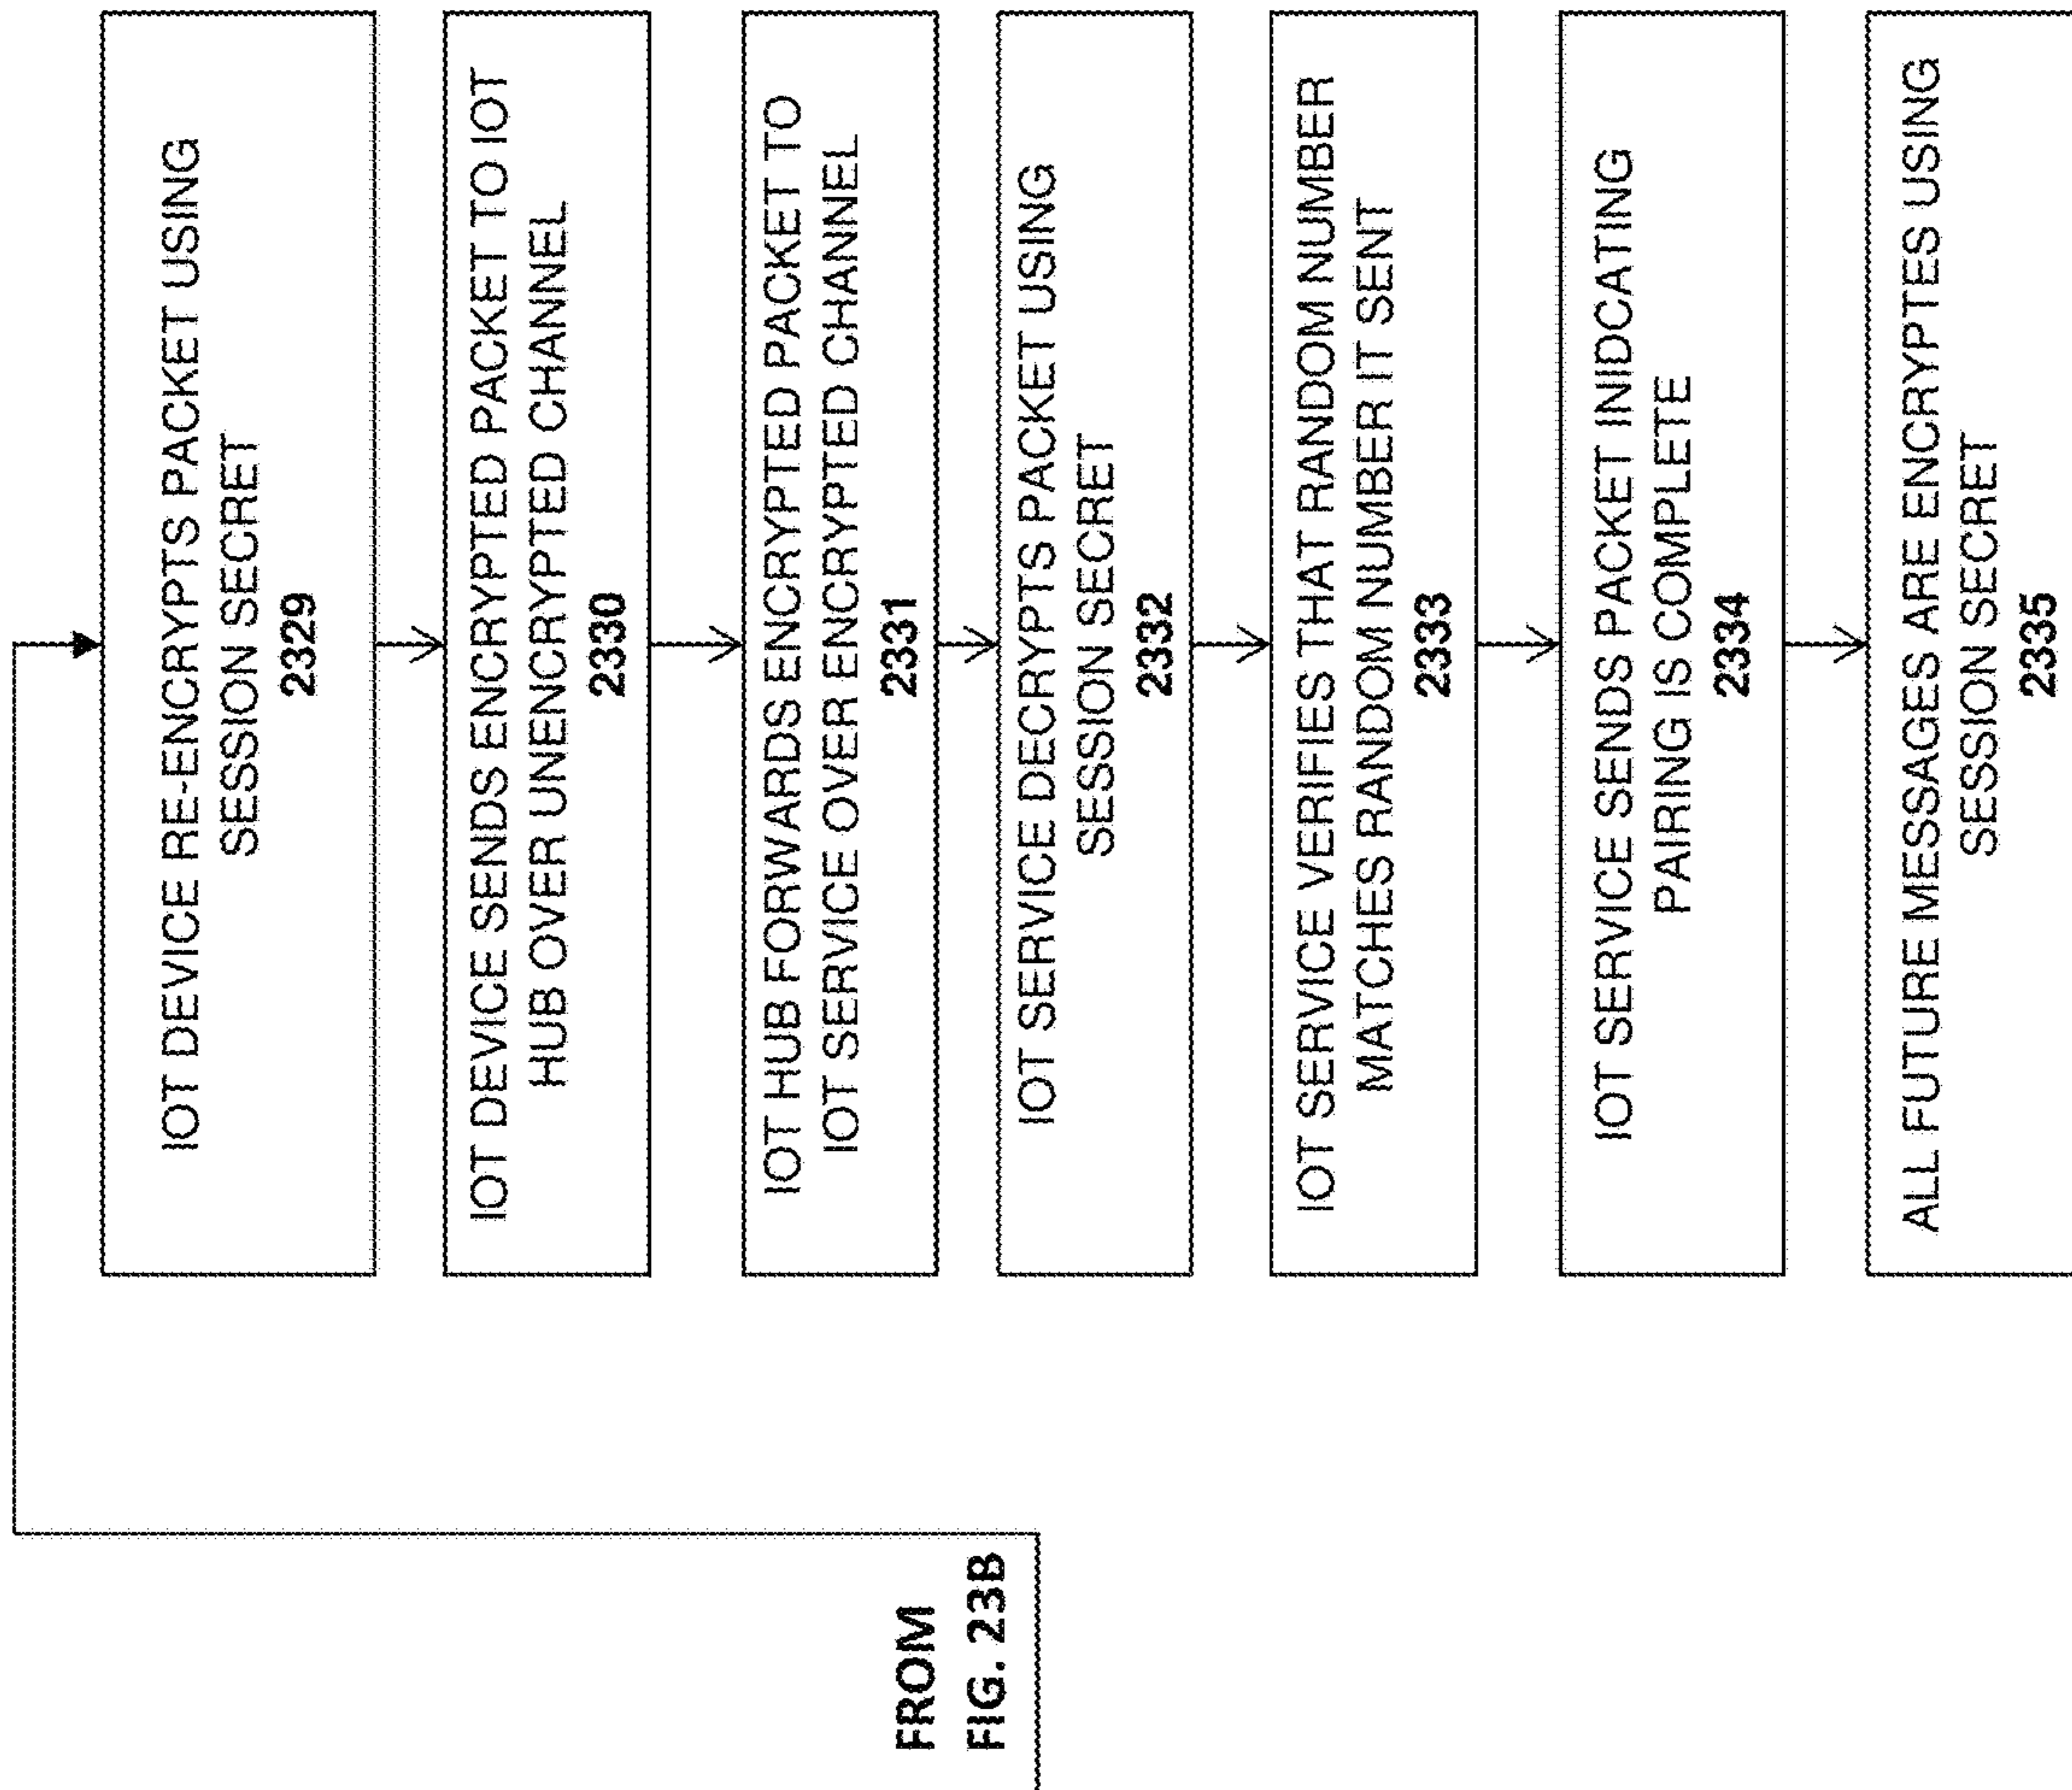 FROM
FIG. 23B
IOT DEVICE RE-ENCRYPTS PACKET USING
SESSION SECRET
2329
IOT DEVICE SENDS ENCRYPTED PACKET TO IOT
HUB OVER UNENCRYPTED CHANNEL
2330
IOT HUB FORWARDS ENCRYPTED PACKET TO
IOT SERVICE OVER ENCRYPTED CHANNEL
2331
IOT SERVICE DECRYPTS PACKET USING
SESSION SECRET
2332
IOT SERVICE VERIFIES THAT RANDOM NUMBER
MATCHES RANDOM NUMBER IT SENT
2333
IOT SERVICE SENDS PACKET INIDCATING
PAIRING IS COMPLETE
2334
ALL FUTURE MESSAGES ARE ENCRYPTES USING
SESSION SECRET
2335